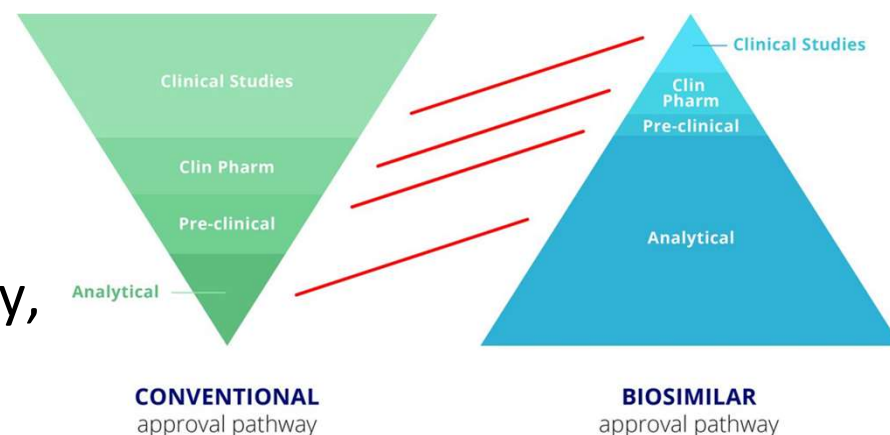 Clinical Studies
Clin Pharm
Pre-clinical
Analytical
y,
CONVENTIONAL
approval pathway
Clinical Studies
Clin
Pharm
Pre-clinical
Analytical
BIOSIMILAR
approval pathway